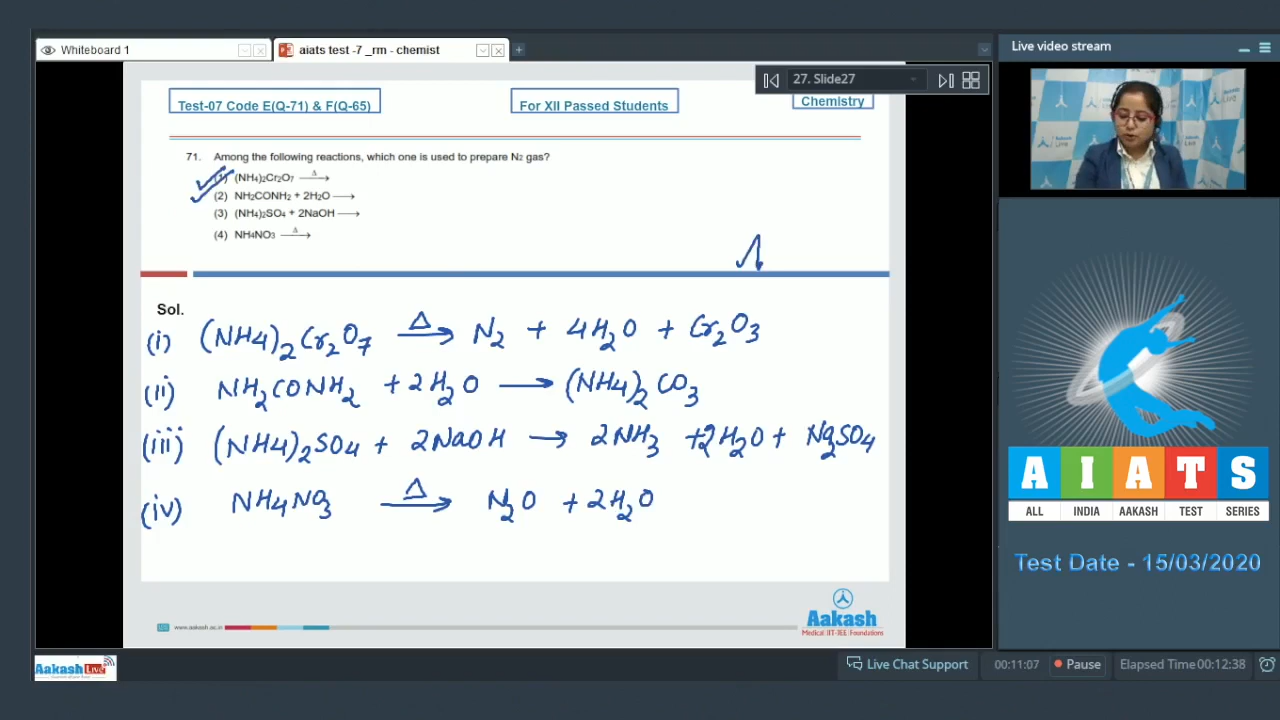 Whiteboard 1
aiats test -7 _rm - chemist
Live video stream
27. Slide27
Test-07 Code E(Q-71) & F(Q-65)
For XII Passed Students
Chemistry
71. Among the following reactions, which one is used to prepare N2 gas?
(1) (NH4)2Cr2O7 Δ→
(2) NH2CONH2 + 2H2O →
(3) (NH4)2SO4 + 2NaOH →
(4) NH4NO3 Δ→
Sol.
(i) (NH4)2Cr2O7 Δ→ N2 + 4H2O + Cr2O3
(ii) NH2CONH2 + 2H2O → (NH4)2CO3
(iii) (NH4)2SO4 + 2NaOH → 2NH3 + 2H2O + Na2SO4
(iv) NH4NO3 Δ→ N2O + 2H2O
www.aakash.ac.in
Aakash
Medical|IIT-JEE|Foundations
AIATS
ALL INDIA AAKASH TEST SERIES
Test Date - 15/03/2020
Aakash Live
Live Chat Support
00:11:07
Pause
Elapsed Time 00:12:38